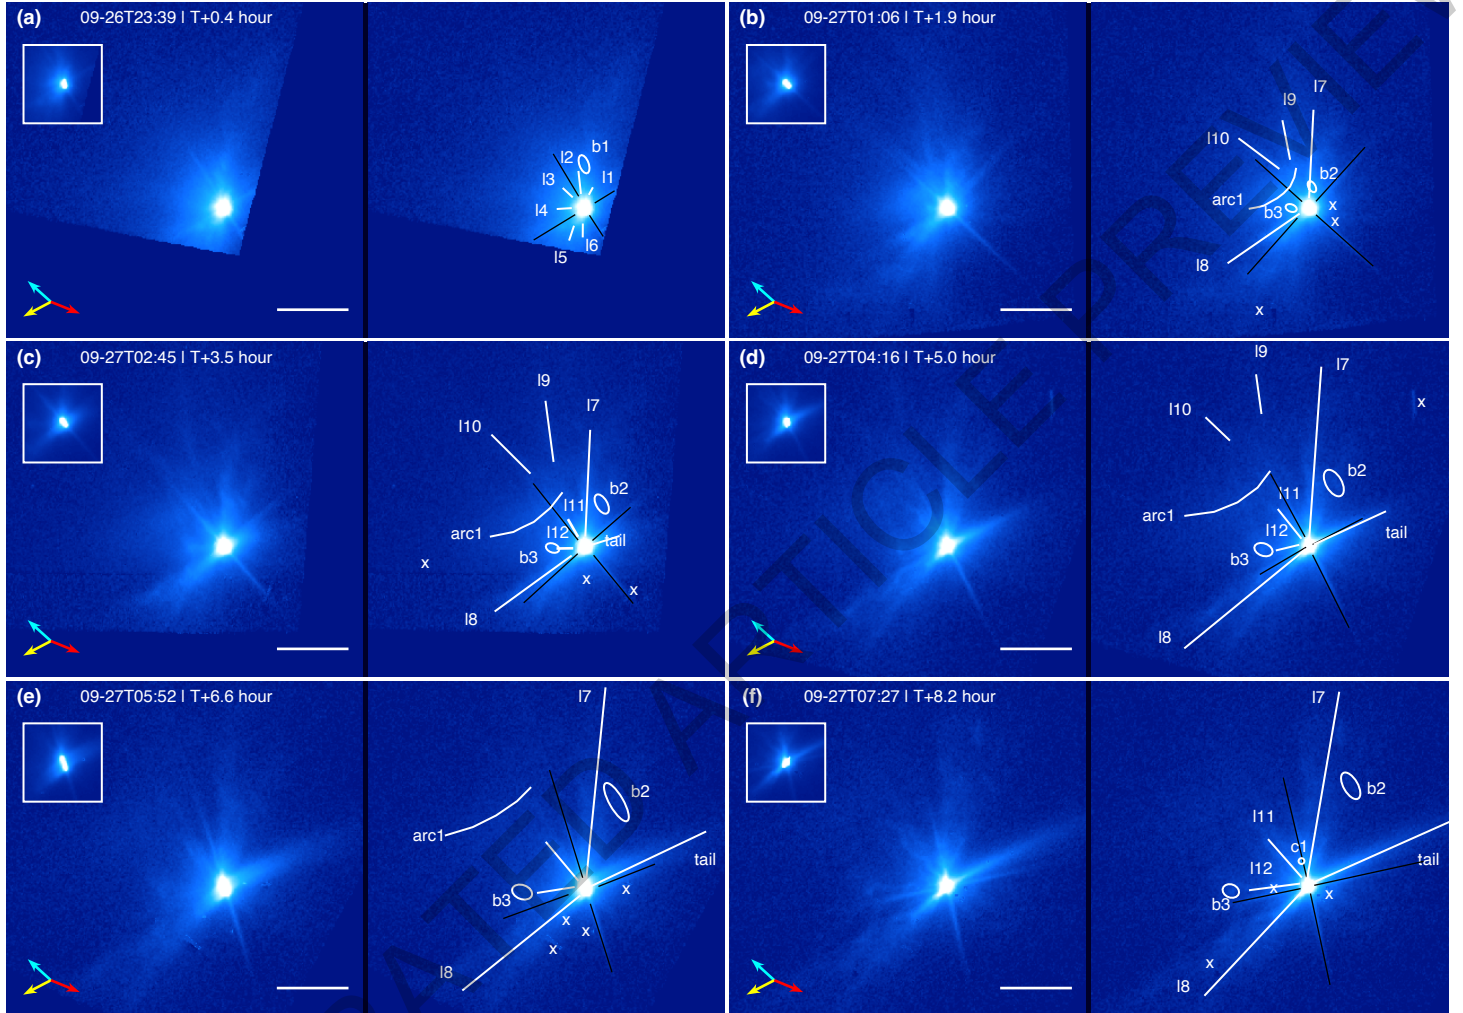 (a) 09-26T23:39 | T+0.4 hour
b1
l2
l3
l1
l4
l6
l5
(b) 09-27T01:06 | T+1.9 hour
l7
l9
l10
b2
arc1
b3
x
x
l8
x
(c) 09-27T02:45 | T+3.5 hour
l9
l7
l10
b2
l11
arc1
l12
tail
b3
x
x
x
l8
(d) 09-27T04:16 | T+5.0 hour
l9
l7
x
l10
b2
l11
arc1
l12
tail
b3
l8
(e) 09-27T05:52 | T+6.6 hour
l7
b2
arc1
tail
x
b3
x
x
x
l8
(f) 09-27T07:27 | T+8.2 hour
l7
b2
l11
c1
tail
l12
x
x
b3
x
l8
RATED ARTICLE PREVIEW